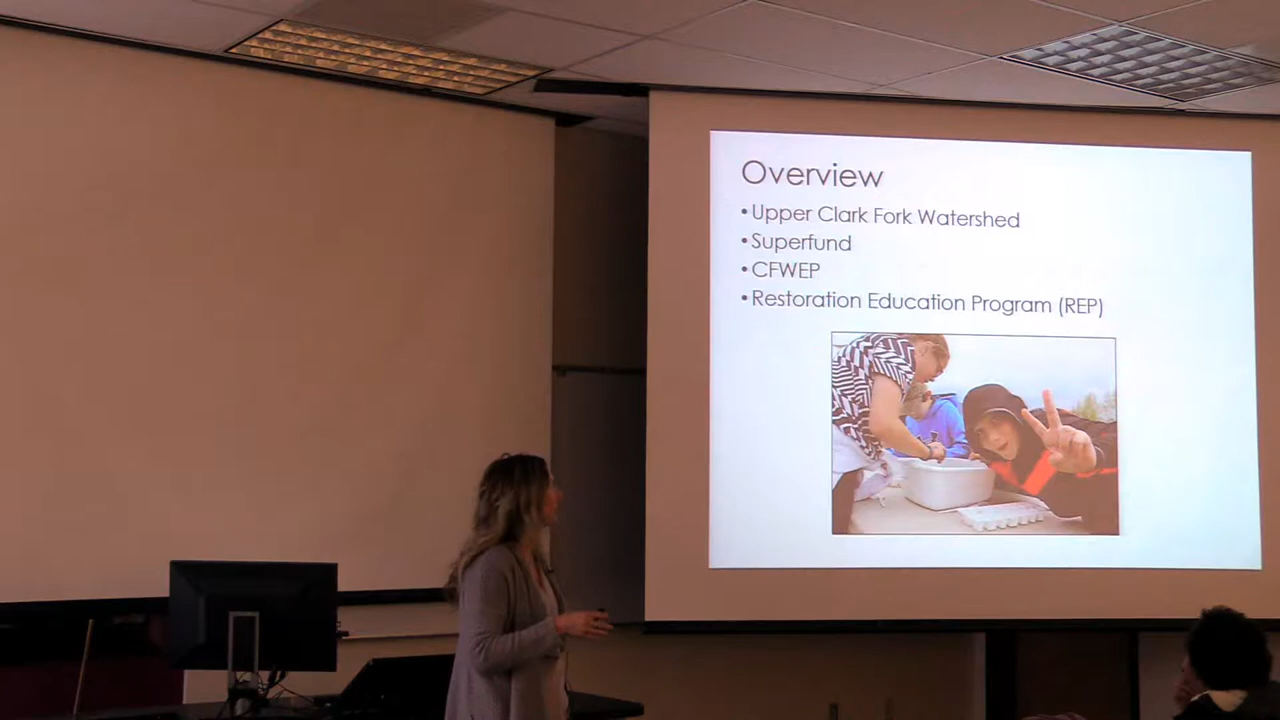 Overview
• Upper Clark Fork Watershed
• Superfund
• CFWEP
• Restoration Education Program (REP)